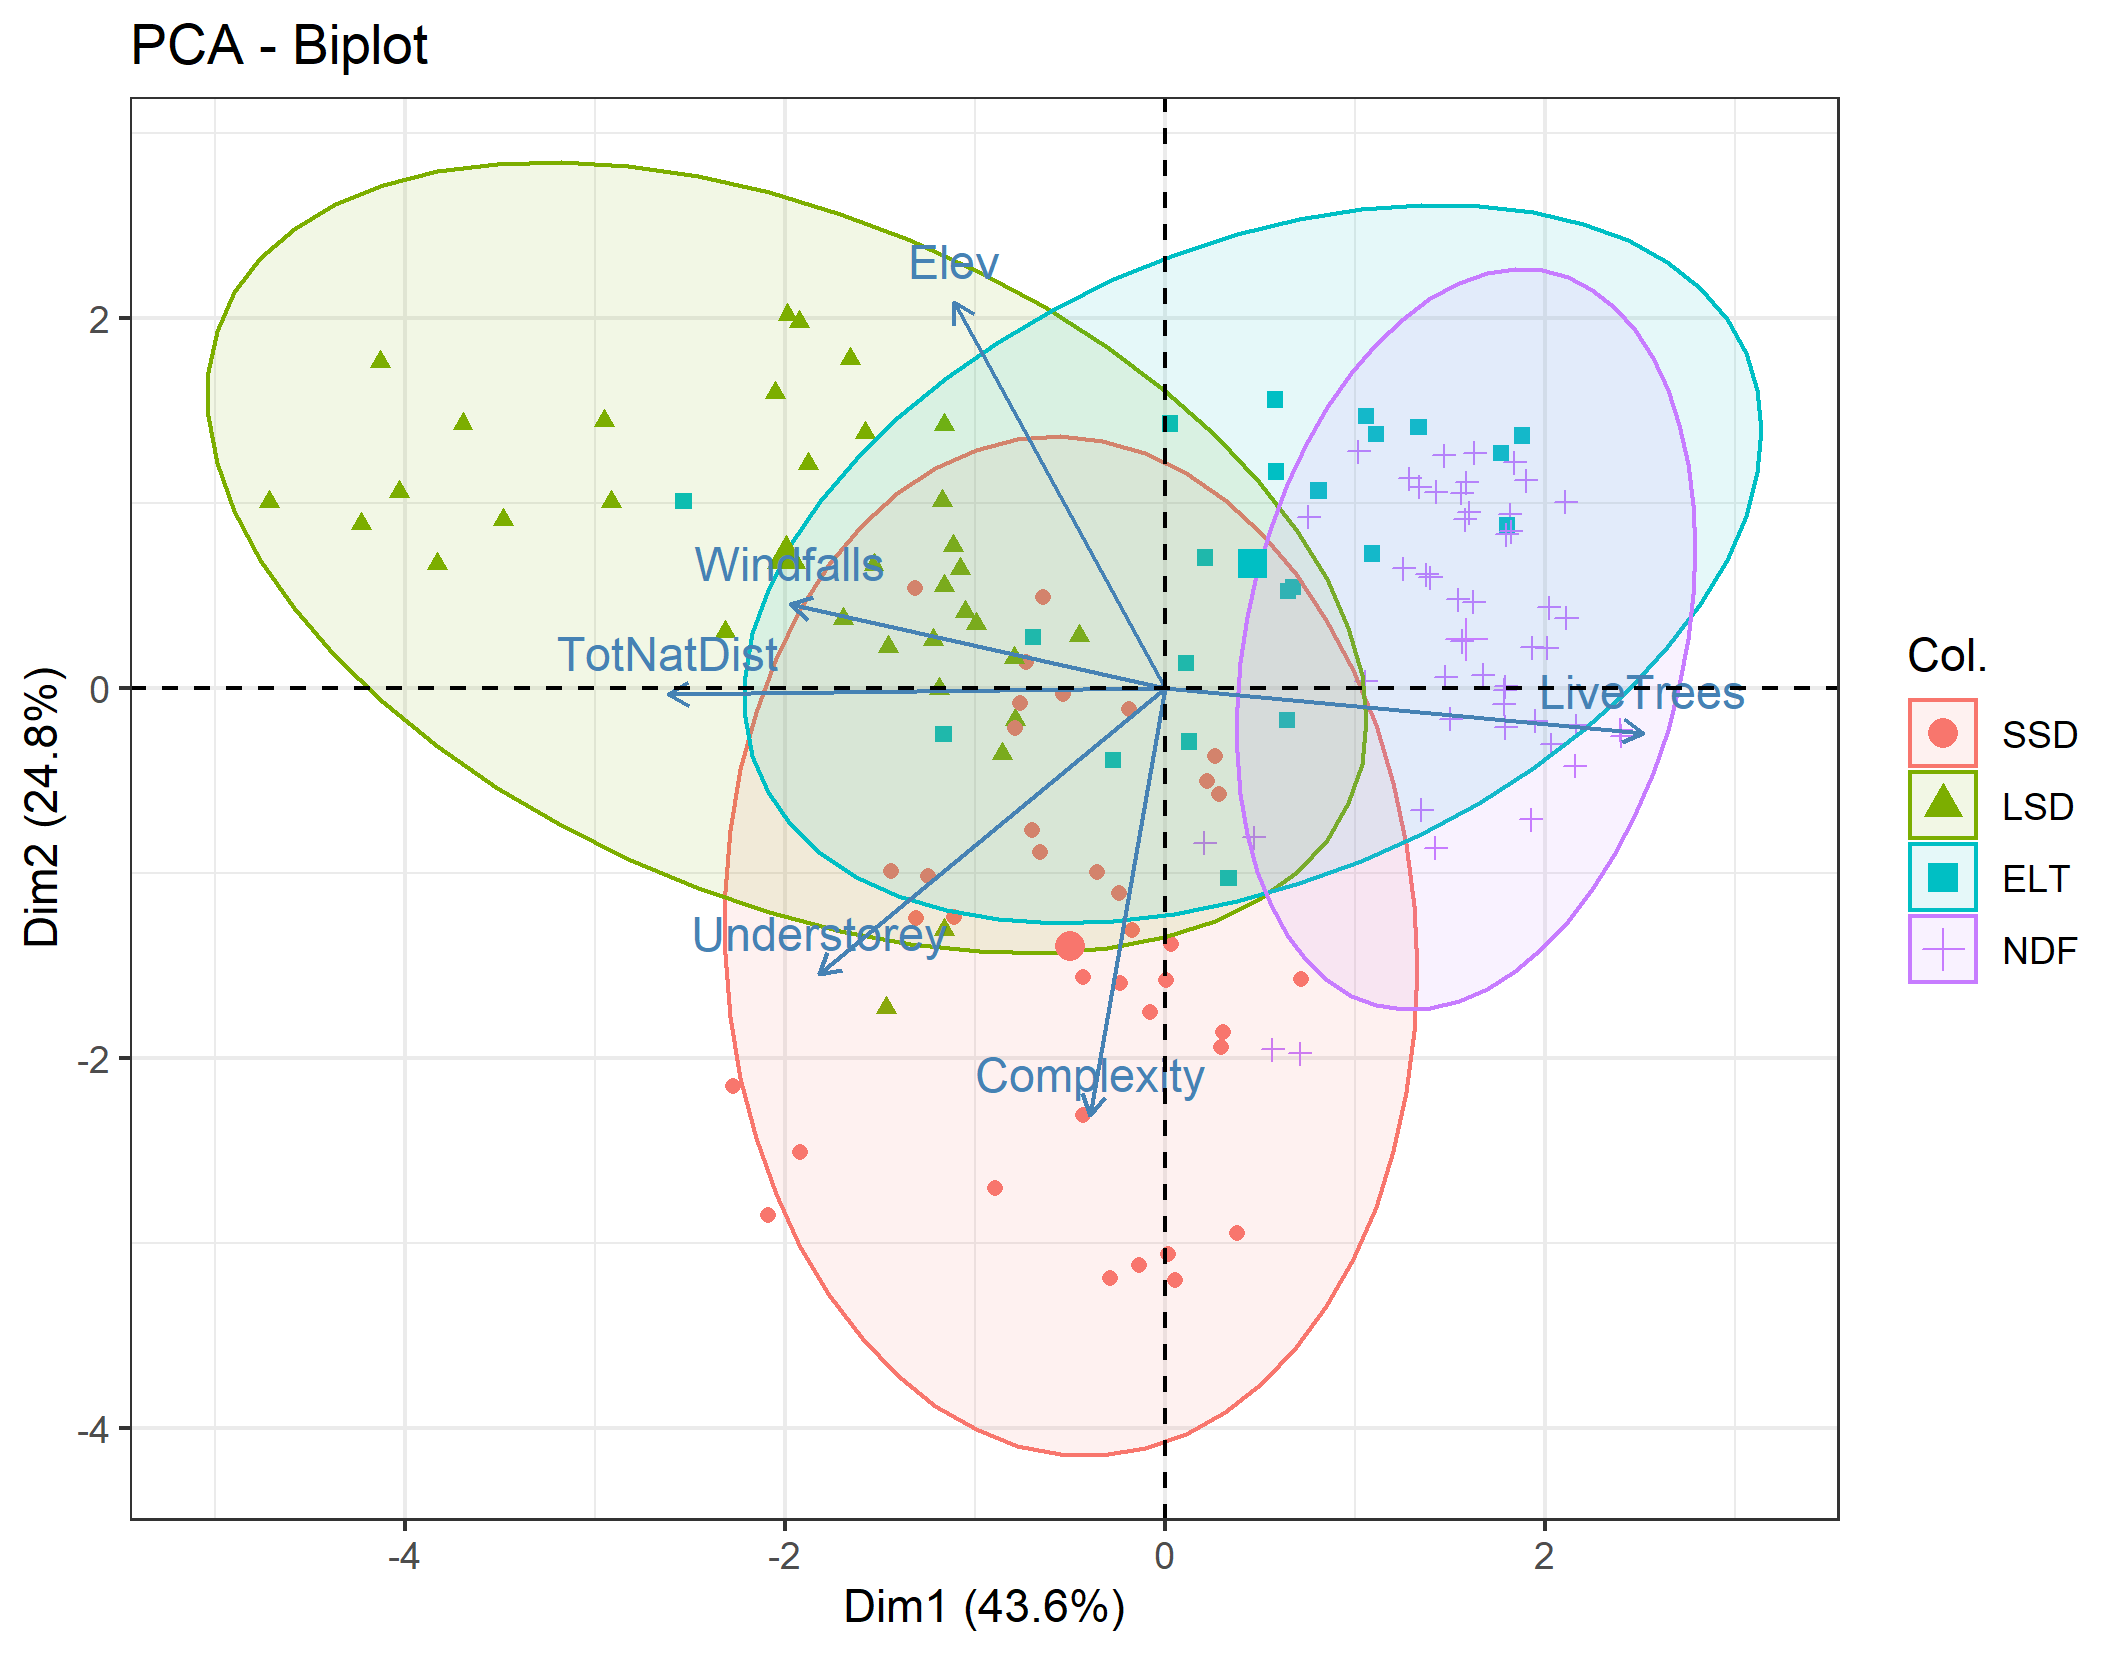 PCA - Biplot
Elev
Windfalls
TotNatDist
LiveTrees
Understorey
Complexity
2
0
-2
-4
-4
-2
0
2
Dim1 (43.6%)
Dim2 (24.8%)
Col.
SSD
LSD
ELT
NDF